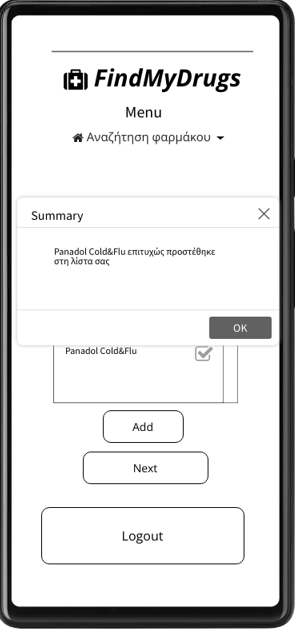 FindMyDrugs
Menu
Αναζήτηση φαρμάκου
Summary
Panadol Cold&Flu επιτυχώς προστέθηκε
στη λίστα σας
OK
Panadol Cold&Flu
Add
Next
Logout